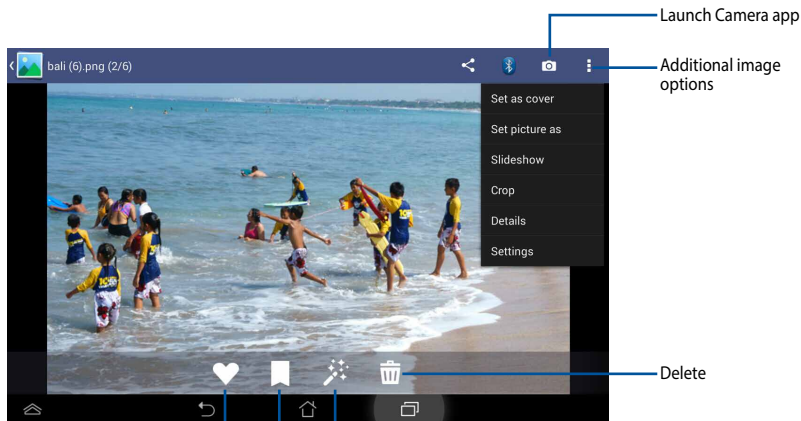 Launch Camera app
bali (6).png (2/6)
Additional image
options
Set as cover
Set picture as
Slideshow
Crop
Details
Settings
Delete